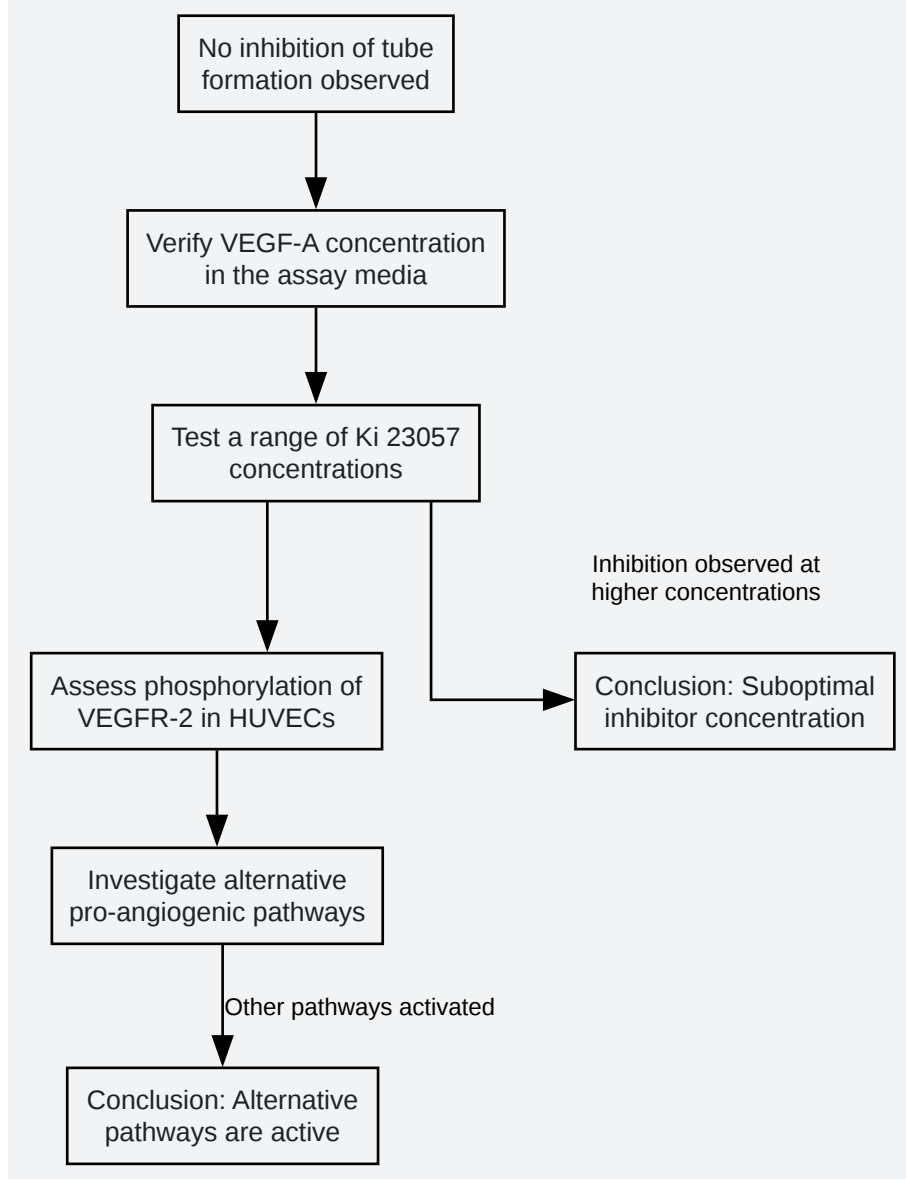 No inhibition of tube
formation observed
Verify VEGF-A concentration
in the assay media
Test a range of Ki 23057
concentrations
Inhibition observed at
higher concentrations
Assess phosphorylation of
VEGFR-2 in HUVECs
Conclusion: Suboptimal
inhibitor concentration
Investigate alternative
pro-angiogenic pathways
Other pathways activated
Conclusion: Alternative
pathways are active